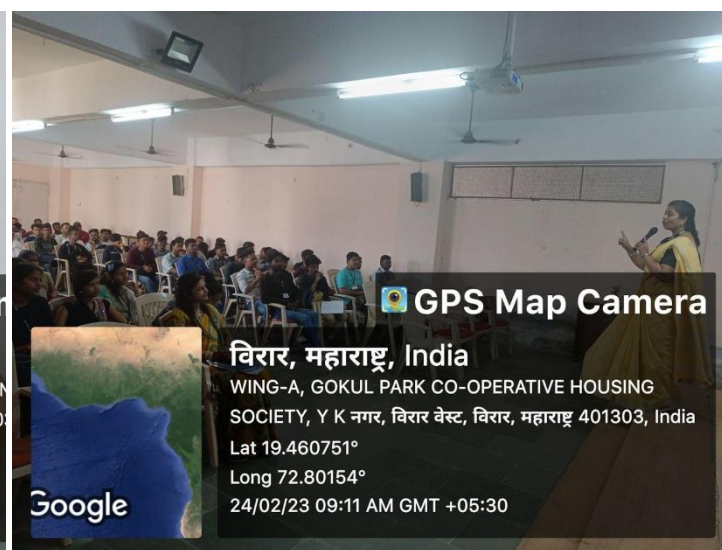 GPS Map Camera
विरार, महाराष्ट्र, India
WING-A, GOKUL PARK CO-OPERATIVE HOUSING
SOCIETY, Y K नगर, विरार वेस्ट, विरार, महाराष्ट्र 401303, India
Lat 19.460751°
Long 72.80154°
24/02/23 09:11 AM GMT +05:30
Google